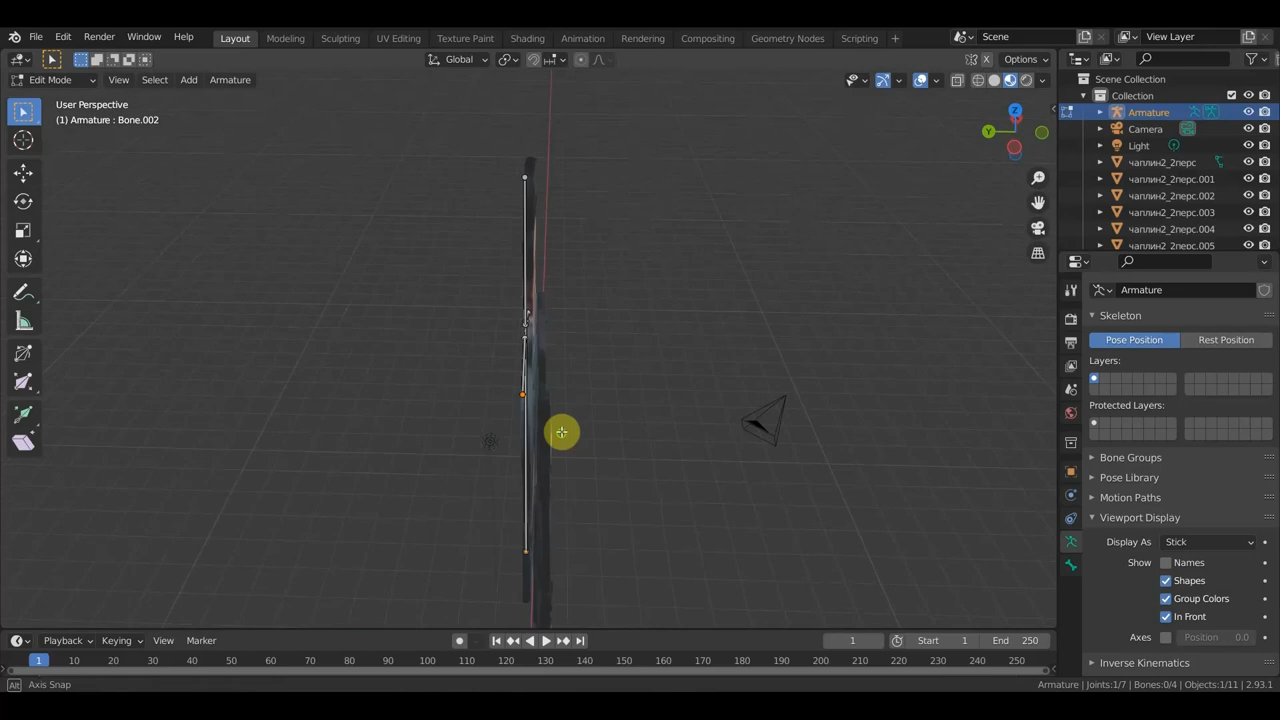 File Edit Render Window Help Layout Modeling Sculpting UV Editing Texture Paint Shading Animation Rendering Compositing Geometry Nodes Scripting + Scene View Layer
Global X Options
Edit Mode View Select Add Armature
User Perspective
(1) Armature : Bone.002
Z
Y
Scene Collection
Collection
Armature
Camera
Light
чаплин2_2перс
чаплин2_2перс.001
чаплин2_2перс.002
чаплин2_2перс.003
чаплин2_2перс.004
чаплин2_2перс.005
Armature
Skeleton
Pose Position Rest Position
Layers:
Protected Layers:
Bone Groups
Pose Library
Motion Paths
Viewport Display
Display As Stick
Show Names
Shapes
Group Colors
In Front
Axes Position 0.0
Inverse Kinematics
Playback Keying View Marker 1 Start 1 End 250
1 10 20 30 40 50 60 70 80 90 100 110 120 130 140 150 160 170 180 190 200 210 220 230 240 250
Alt Axis Snap Armature | Joints:1/7 | Bones:0/4 | Objects:1/11 | 2.93.1